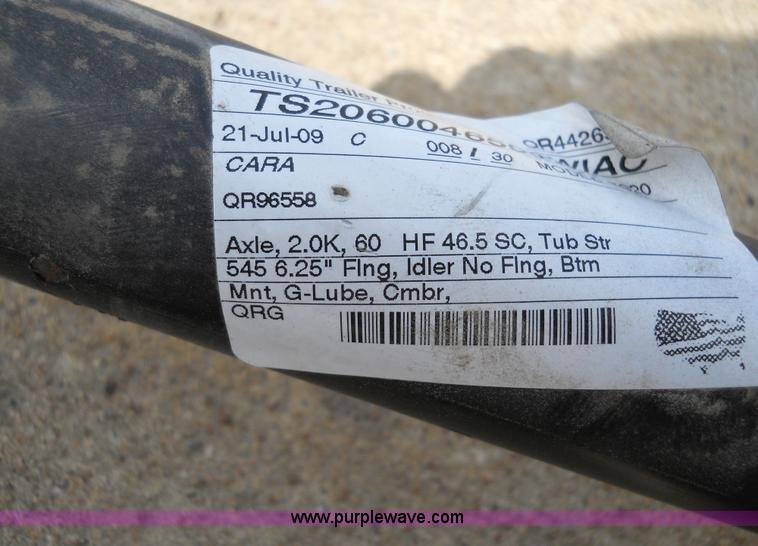 Quality Trailer
21-Jul-09 C 008 / 30
CARA
QR96558
Axle, 2.0K, 60 HF 46.5 SC, Tub Str
545 6.25" Flng, Idler No Flng, Btm
Mnt, G-Lube, Cmbr,
QRG
www.purplewave.com